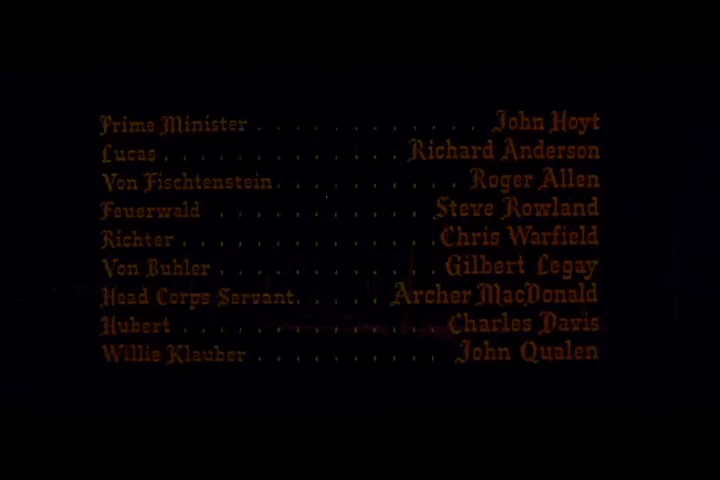 Prime Minister . . . . . . . . . . . . John Hoyt
Lucas . . . . . . . . . . . . . Richard Anderson
Von Fischtenstein . . . . . . . . . . Roger Allen
Feuerwald . . . . . . . . . . . Steve Rowland
Richter . . . . . . . . . . . . . . Chris Warfield
Von Buhler . . . . . . . . . . . . Gilbert Legay
Head Corps Servant . . . . . Archer MacDonald
Hubert . . . . . . . . . . . . . . Charles Davis
Willie Klauber . . . . . . . . . . John Qualen